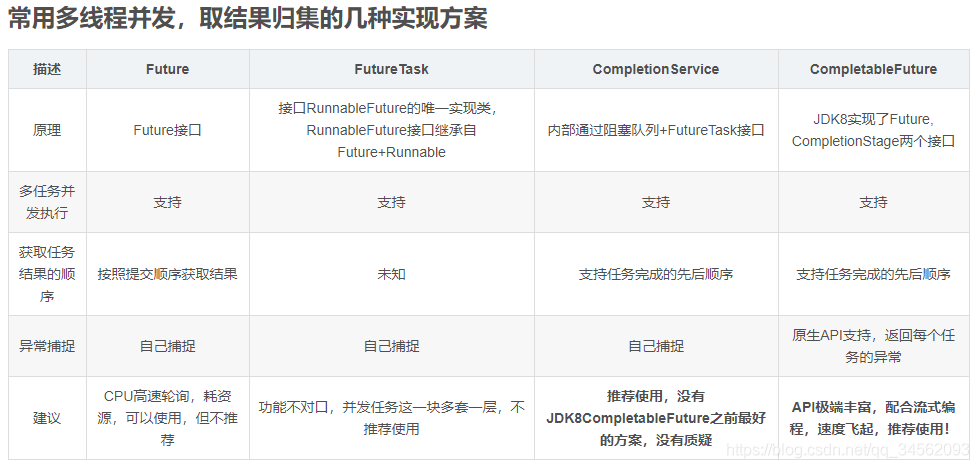 常用多线程并发，取结果归集的几种实现方案
描述
Future
FutureTask
CompletionService
CompletableFuture
原理
Future接口
接口RunnableFuture的唯一实现类，
RunnableFuture接口继承自
Future+Runnable
内部通过阻塞队列+FutureTask接口
JDK8实现了Future,
CompletionStage两个接口
多任务并
发执行
支持
支持
支持
支持
获取任务
结果的顺
序
按照提交顺序获取结果
未知
支持任务完成的先后顺序
支持任务完成的先后顺序
异常捕捉
自己捕捉
自己捕捉
自己捕捉
原生API支持，返回每个任
务的异常
建议
CPU高速轮询，耗资
源，可以使用，但不推
荐
功能不对口，并发任务这一块多套一层，不
推荐使用
推荐使用，没有
JDK8CompletableFuture之前最好
的方案，没有质疑
API极端丰富，配合流式编
程，速度飞起，推荐使用！
https://blog.csdn.net/qq_34562093